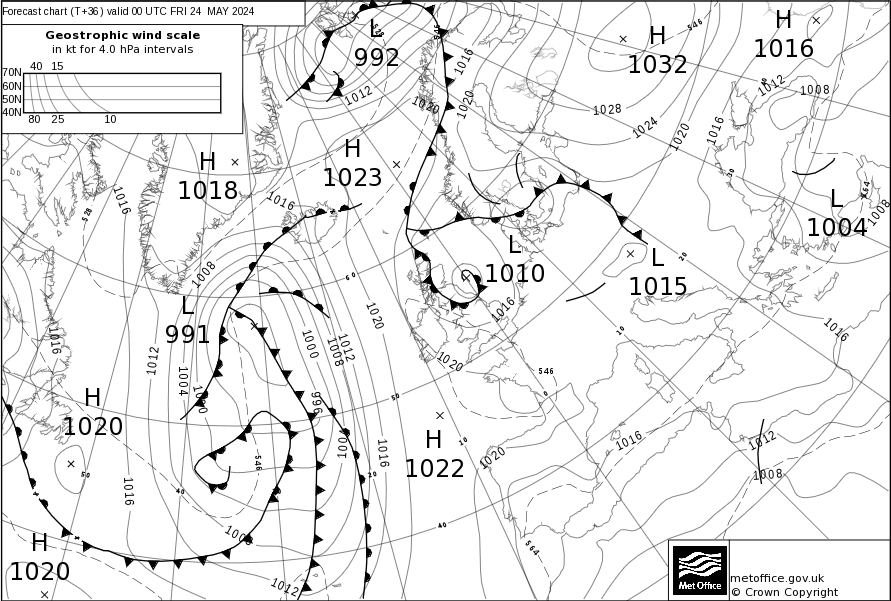 Forecast chart (T+36) valid 00 UTC FRI 24 MAY 2024
Geostrophic wind scale
in kt for 4.0 hPa intervals
40 15
70N
60N
50N
40N
80 25 10
L
992
H
1032
H
1016
546
1016
1012
1020
1020
1012
1008
1028
1024
1020
1016
H
1018
H
1023
1016
1016
528
564
L
1004
1008
L
1010
L
1015
1008
60
L
991
1016
1020
1016
1016
1012
1000
1012
1008
1004
1020
546
50
996
H
1020
H
1022
1016
1020
1016
1012
1008
50
40
546
20
10
0
10
20
30
40
1016
1008
564
H
1020
1012
Met Office
metoffice.gov.uk
© Crown Copyright